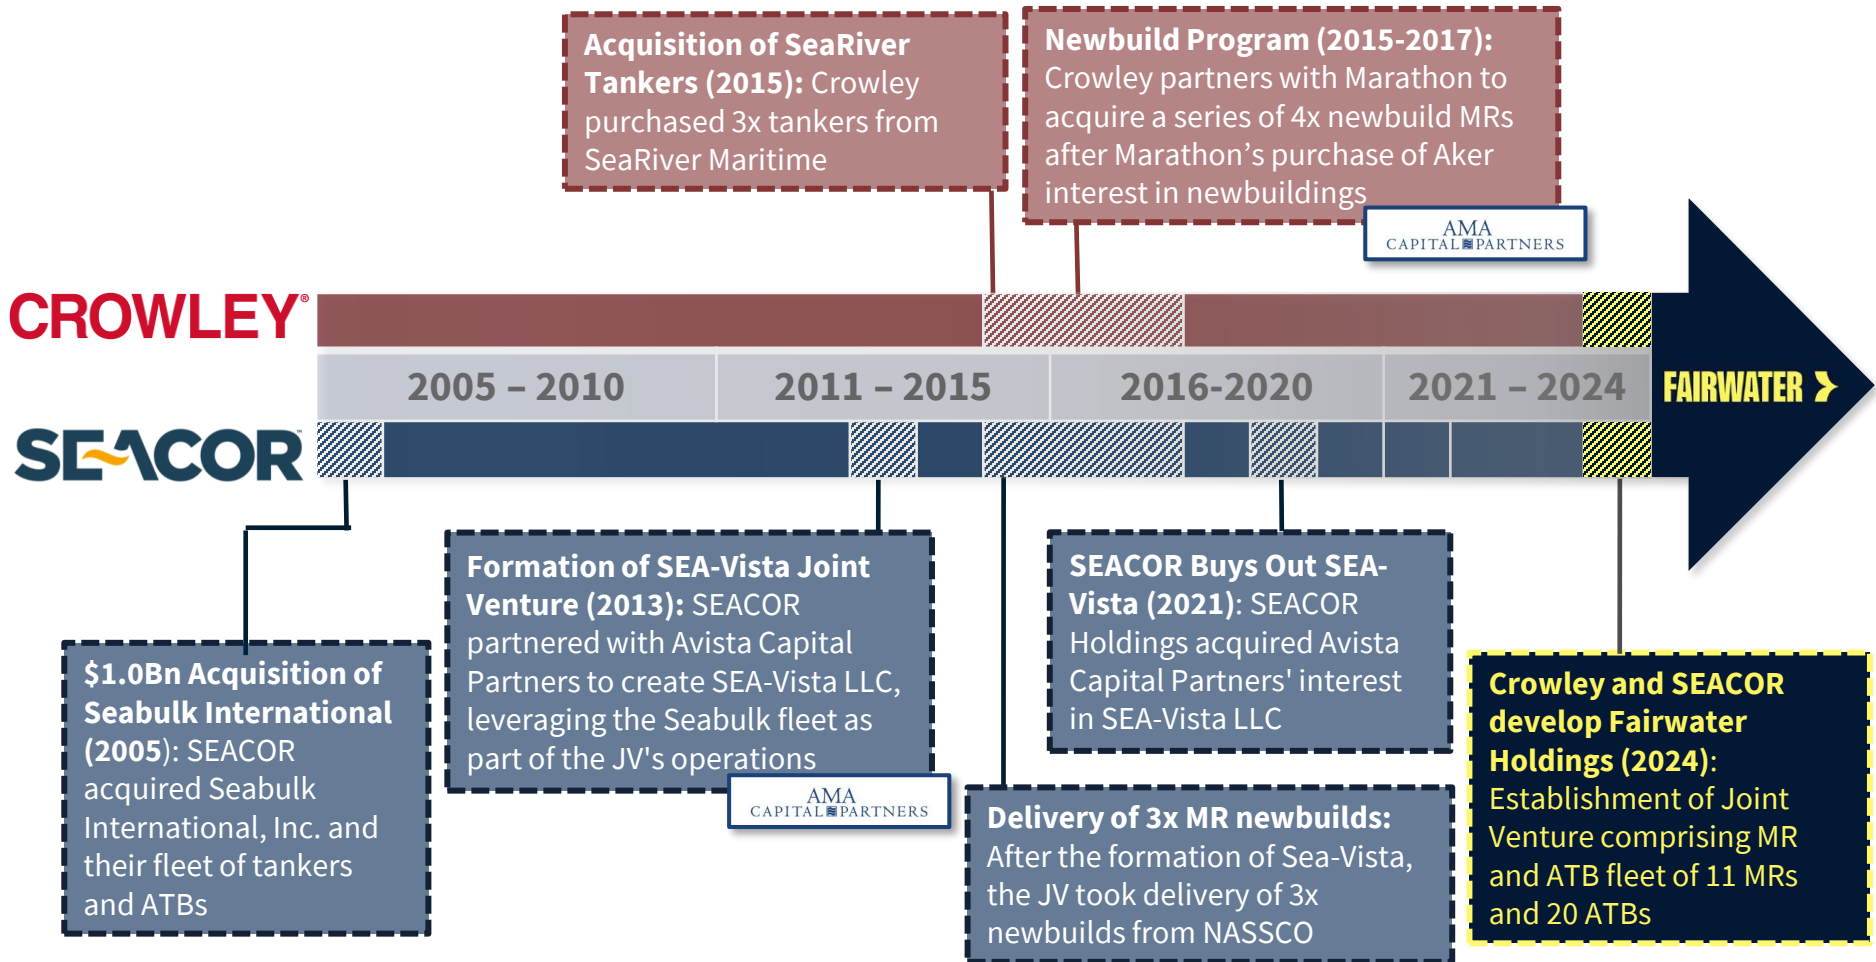 Acquisition of SeaRiver
Tankers (2015): Crowley
purchased 3x tankers from
SeaRiver Maritime
Newbuild Program (2015-2017):
Crowley partners with Marathon to
acquire a series of 4x newbuild MRs
after Marathon’s purchase of Aker
interest in newbuildings
AMA
CAPITAL PARTNERS
CROWLEY®
2005 – 2010
2011 – 2015
2016-2020
2021 – 2024
FAIRWATER
SEACOR™
$1.0Bn Acquisition of
Seabulk International
(2005): SEACOR
acquired Seabulk
International, Inc. and
their fleet of tankers
and ATBs
Formation of SEA-Vista Joint
Venture (2013): SEACOR
partnered with Avista Capital
Partners to create SEA-Vista LLC,
leveraging the Seabulk fleet as
part of the JV's operations
AMA
CAPITAL PARTNERS
Delivery of 3x MR newbuilds:
After the formation of Sea-Vista,
the JV took delivery of 3x
newbuilds from NASSCO
SEACOR Buys Out SEA-
Vista (2021): SEACOR
Holdings acquired Avista
Capital Partners' interest
in SEA-Vista LLC
Crowley and SEACOR
develop Fairwater
Holdings (2024):
Establishment of Joint
Venture comprising MR
and ATB fleet of 11 MRs
and 20 ATBs